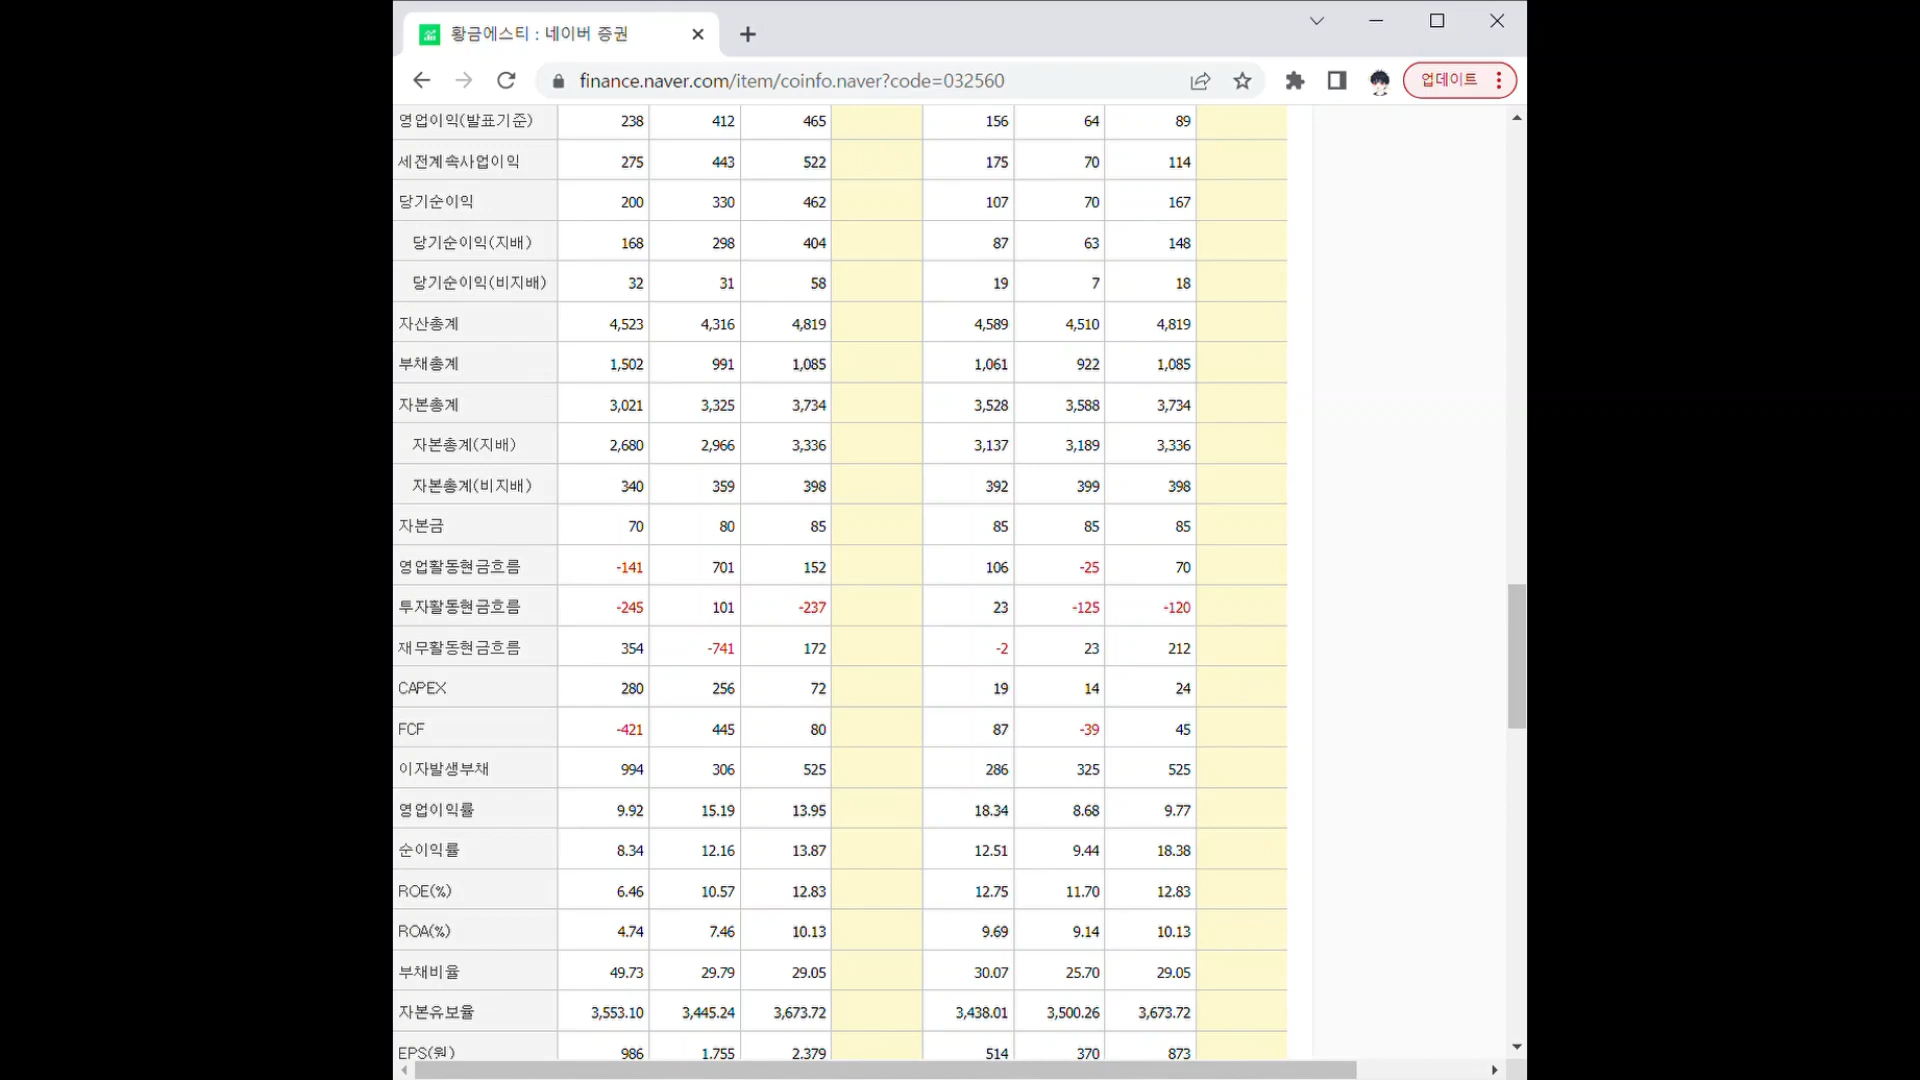 황금에스티 : 네이버 증권
finance.naver.com/item/coinfo.naver?code=032560
업데이트
영업이익(발표기준) 238 412 465 156 64 89
세전계속사업이익 275 443 522 175 70 114
당기순이익 200 330 462 107 70 167
당기순이익(지배) 168 298 404 87 63 148
당기순이익(비지배) 32 31 58 19 7 18
자산총계 4,523 4,316 4,819 4,589 4,510 4,819
부채총계 1,502 991 1,085 1,061 922 1,085
자본총계 3,021 3,325 3,734 3,528 3,588 3,734
자본총계(지배) 2,680 2,966 3,336 3,137 3,189 3,336
자본총계(비지배) 340 359 398 392 399 398
자본금 70 80 85 85 85 85
영업활동현금흐름 -141 701 152 106 -25 70
투자활동현금흐름 -245 101 -237 23 -125 -120
재무활동현금흐름 354 -741 172 -2 23 212
CAPEX 280 256 72 19 14 24
FCF -421 445 80 87 -39 45
이자발생부채 994 306 525 286 325 525
영업이익률 9.92 15.19 13.95 18.34 8.68 9.77
순이익률 8.34 12.16 13.87 12.51 9.44 18.38
ROE(%) 6.46 10.57 12.83 12.75 11.70 12.83
ROA(%) 4.74 7.46 10.13 9.69 9.14 10.13
부채비율 49.73 29.79 29.05 30.07 25.70 29.05
자본유보율 3,553.10 3,445.24 3,673.72 3,438.01 3,500.26 3,673.72
EPS(원) 986 1,755 2,379 514 370 873